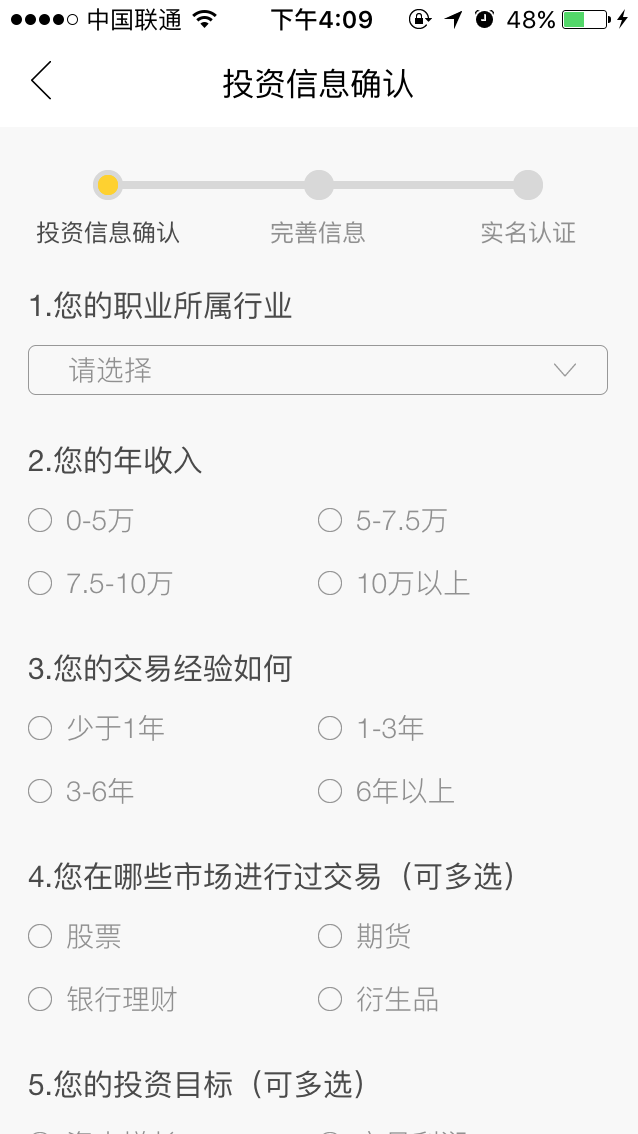 中国联通 下午4:09 48%
投资信息确认
投资信息确认 完善信息 实名认证
1.您的职业所属行业
请选择
2.您的年收入
0-5万 5-7.5万
7.5-10万 10万以上
3.您的交易经验如何
少于1年 1-3年
3-6年 6年以上
4.您在哪些市场进行过交易（可多选）
股票 期货
银行理财 衍生品
5.您的投资目标（可多选）